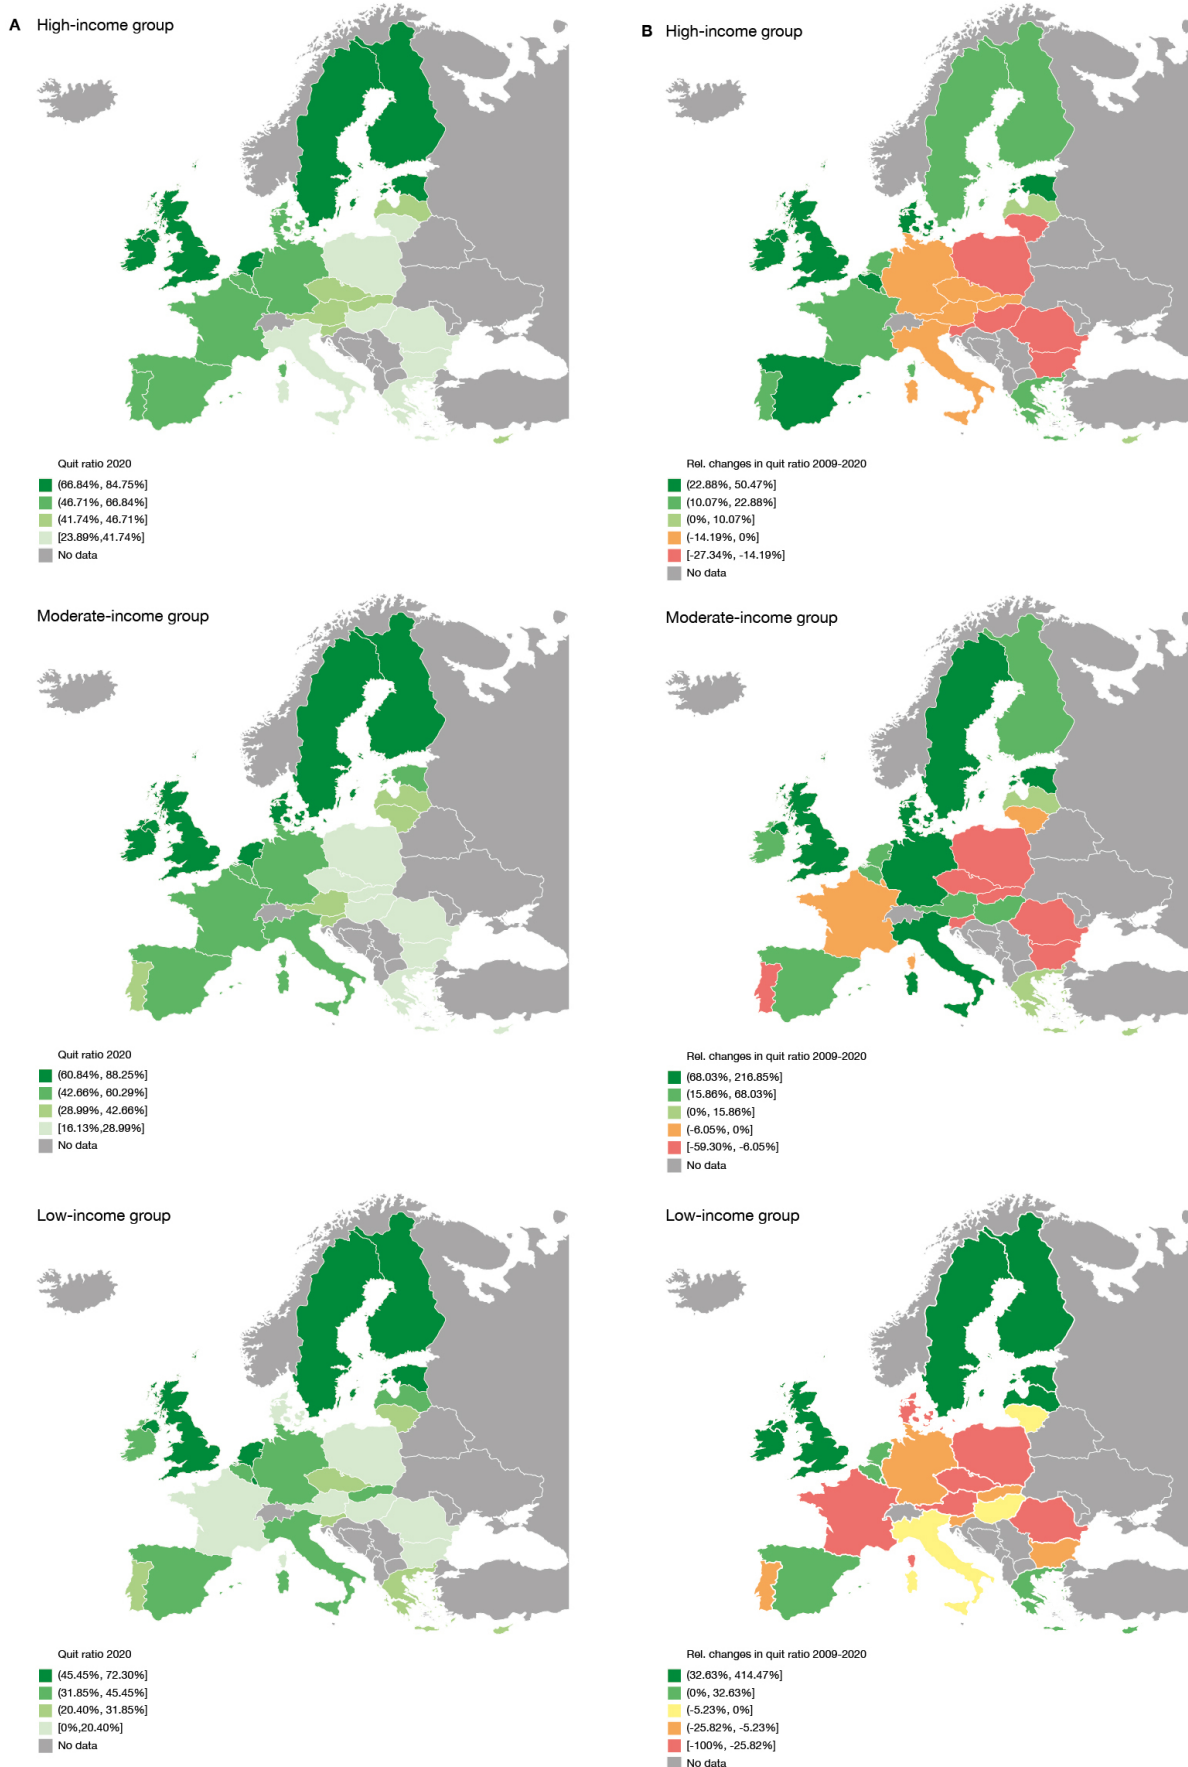 A High-income group
Quit ratio 2020
(66.84%, 84.75%]
(46.71%, 66.84%]
(41.74%, 46.71%]
[23.89%,41.74%]
No data
B High-income group
Rel. changes in quit ratio 2009-2020
(22.88%, 50.47%]
(10.07%, 22.88%]
(0%, 10.07%]
(-14.19%, 0%]
[-27.34%, -14.19%]
No data
Moderate-income group
Quit ratio 2020
(60.84%, 88.25%]
(42.66%, 60.29%]
(28.99%, 42.66%]
[16.13%,28.99%]
No data
Moderate-income group
Rel. changes in quit ratio 2009-2020
(68.03%, 216.85%]
(15.86%, 68.03%]
(0%, 15.86%]
(-6.05%, 0%]
[-59.30%, -6.05%]
No data
Low-income group
Quit ratio 2020
(45.45%, 72.30%]
(31.85%, 45.45%]
(20.40%, 31.85%]
[0%,20.40%]
No data
Low-income group
Rel. changes in quit ratio 2009-2020
(32.63%, 414.47%]
(0%, 32.63%]
(-5.23%, 0%]
(-25.82%, -5.23%]
[-100%, -25.82%]
No data